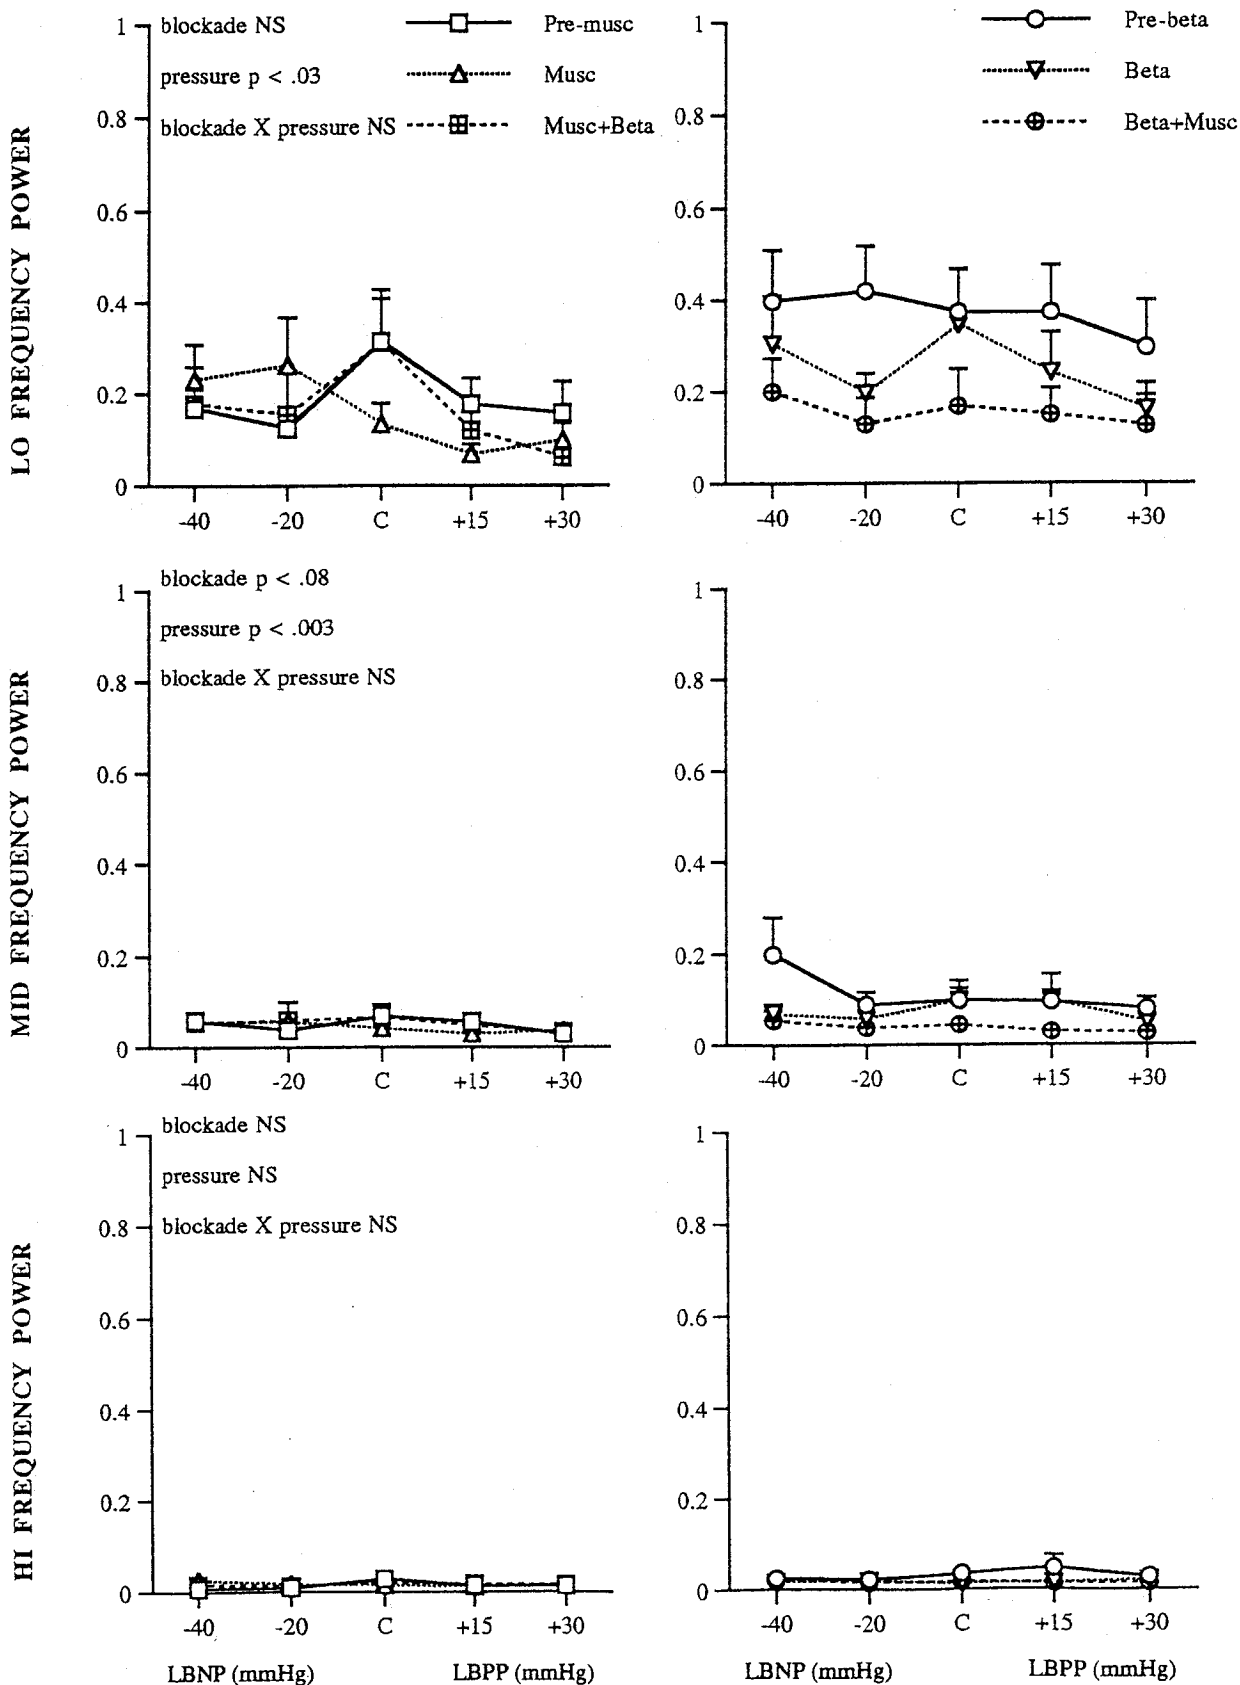 LO FREQUENCY POWER
1
0.8
0.6
0.4
0.2
0
blockade NS
pressure p < .03
blockade X pressure NS
Pre-musc
Musc
Musc+Beta
-40
-20
C
+15
+30
1
0.8
0.6
0.4
0.2
0
Pre-beta
Beta
Beta+Musc
-40
-20
C
+15
+30
MID FREQUENCY POWER
1
0.8
0.6
0.4
0.2
0
blockade p < .08
pressure p < .003
blockade X pressure NS
-40
-20
C
+15
+30
1
0.8
0.6
0.4
0.2
0
-40
-20
C
+15
+30
HI FREQUENCY POWER
1
0.8
0.6
0.4
0.2
0
blockade NS
pressure NS
blockade X pressure NS
-40
-20
C
+15
+30
LBNP (mmHg)
LBPP (mmHg)
1
0.8
0.6
0.4
0.2
0
-40
-20
C
+15
+30
LBNP (mmHg)
LBPP (mmHg)